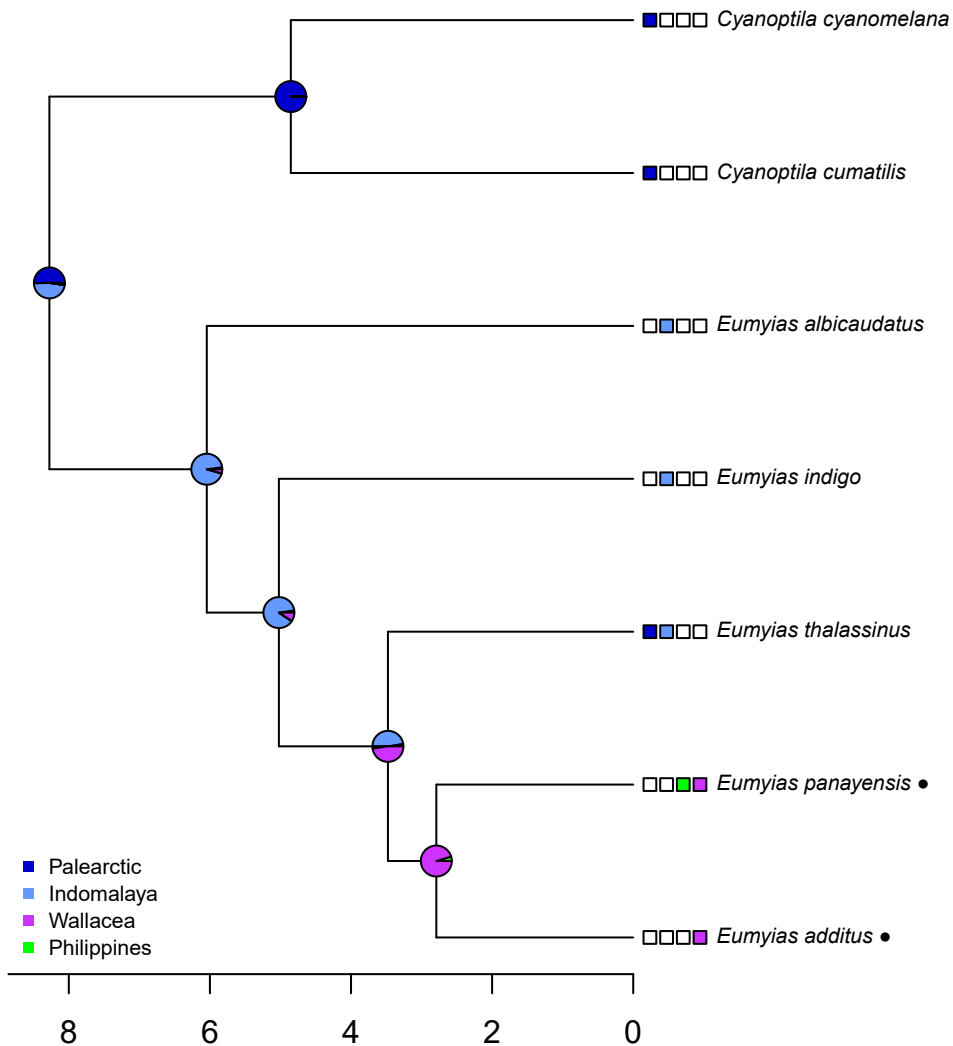 Cyanoptila cyanomelana
Cyanoptila cumatilis
Eumyias albicaudatus
Eumyias indigo
Eumyias thalassinus
Eumyias panayensis •
Eumyias additus •
Palearctic
Indomalaya
Wallacea
Philippines
8 6 4 2 0